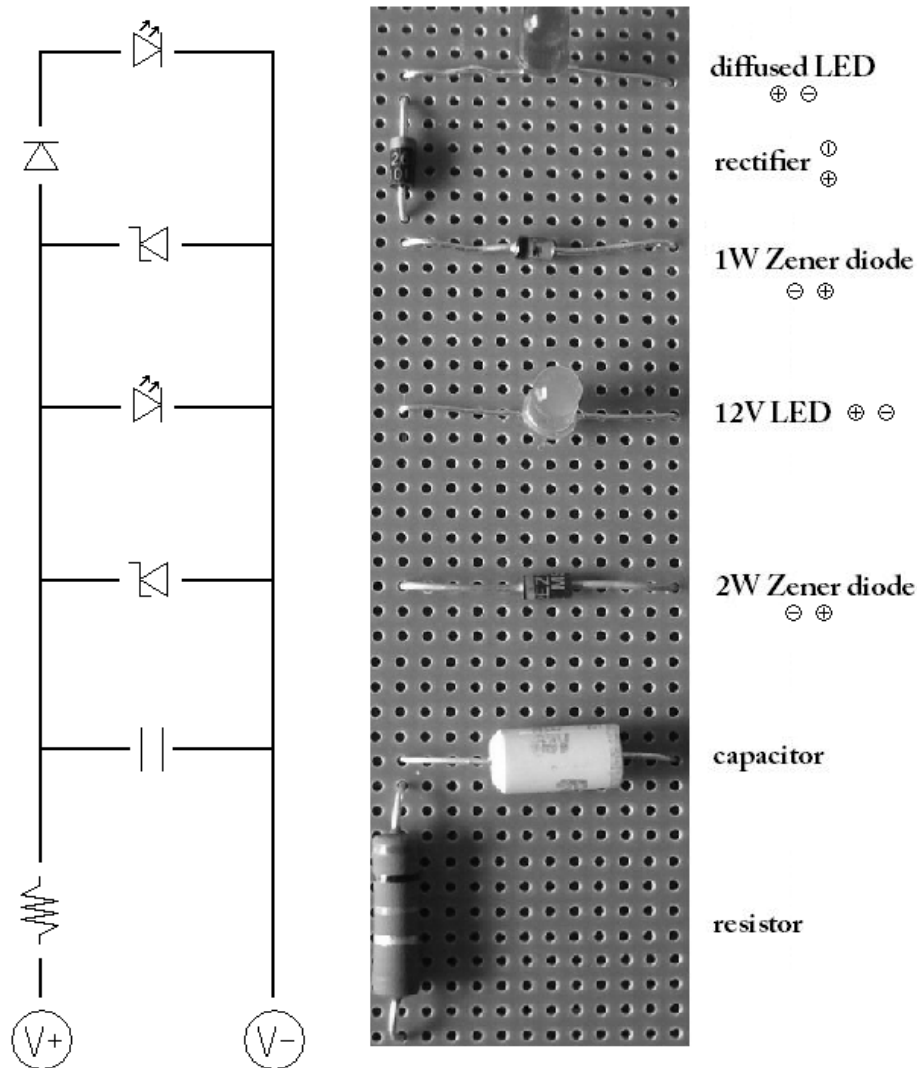 diffused LED
⊕ ⊖
rectifier ⊖
⊕
1W Zener diode
⊖ ⊕
12V LED ⊕ ⊖
2W Zener diode
⊖ ⊕
capacitor
resistor
V+ V-